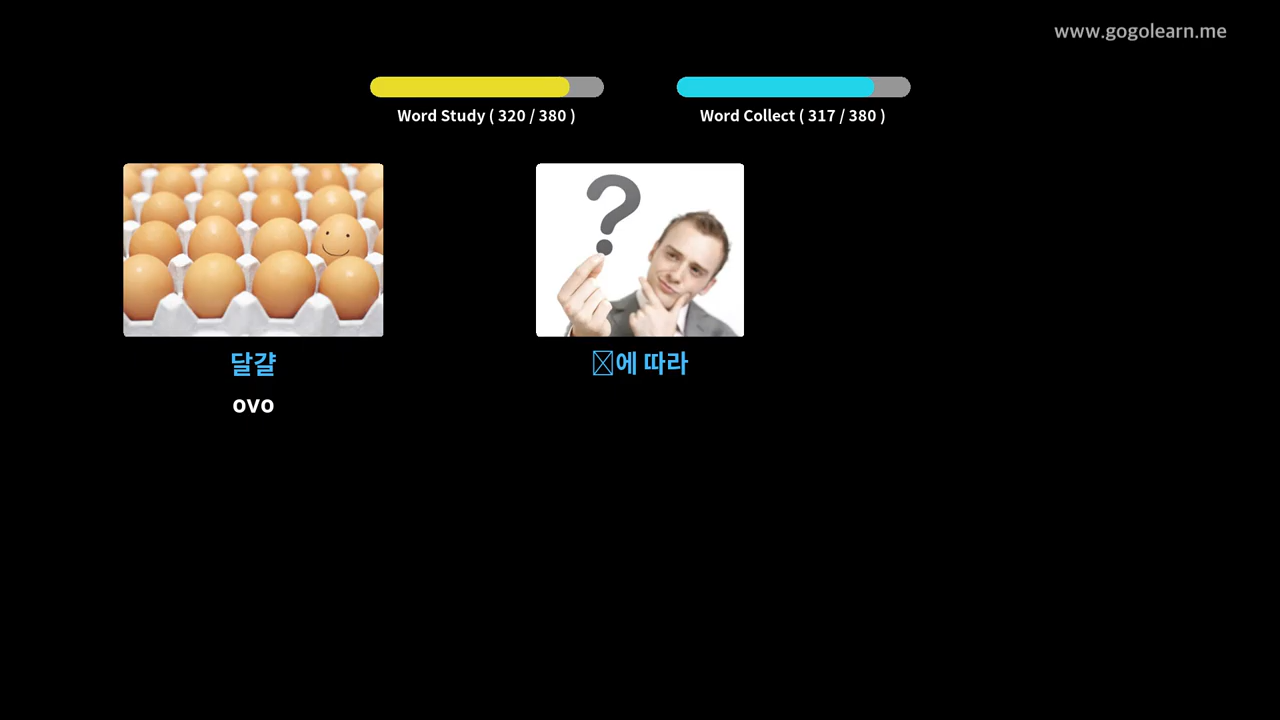 www.gogolearn.me
Word Study ( 320 / 380 )
Word Collect ( 317 / 380 )
달걀
ovo
에 따라